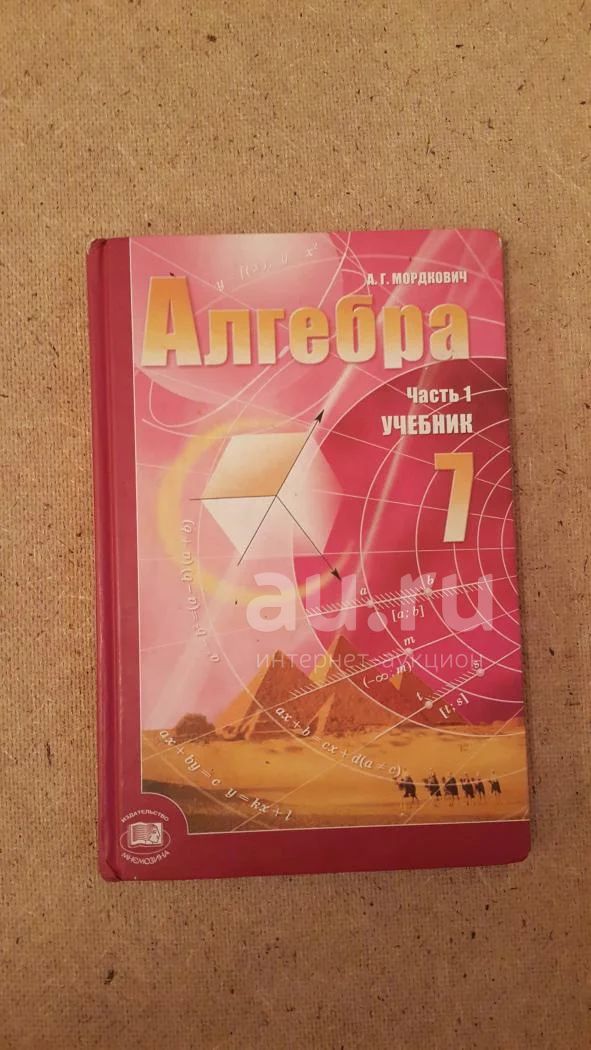 А. Г. МОРДКОВИЧ
Алгебра
Часть 1
УЧЕБНИК
7
a b
[a; b]
m
(-∞, m)
t s
[t; s]
ax + b = cx + d(a ≠ c)
ax + by = c
y = kx + l
au.ru
интернет-аукцион
ИЗДАТЕЛЬСТВО
МНЕМОЗИНА